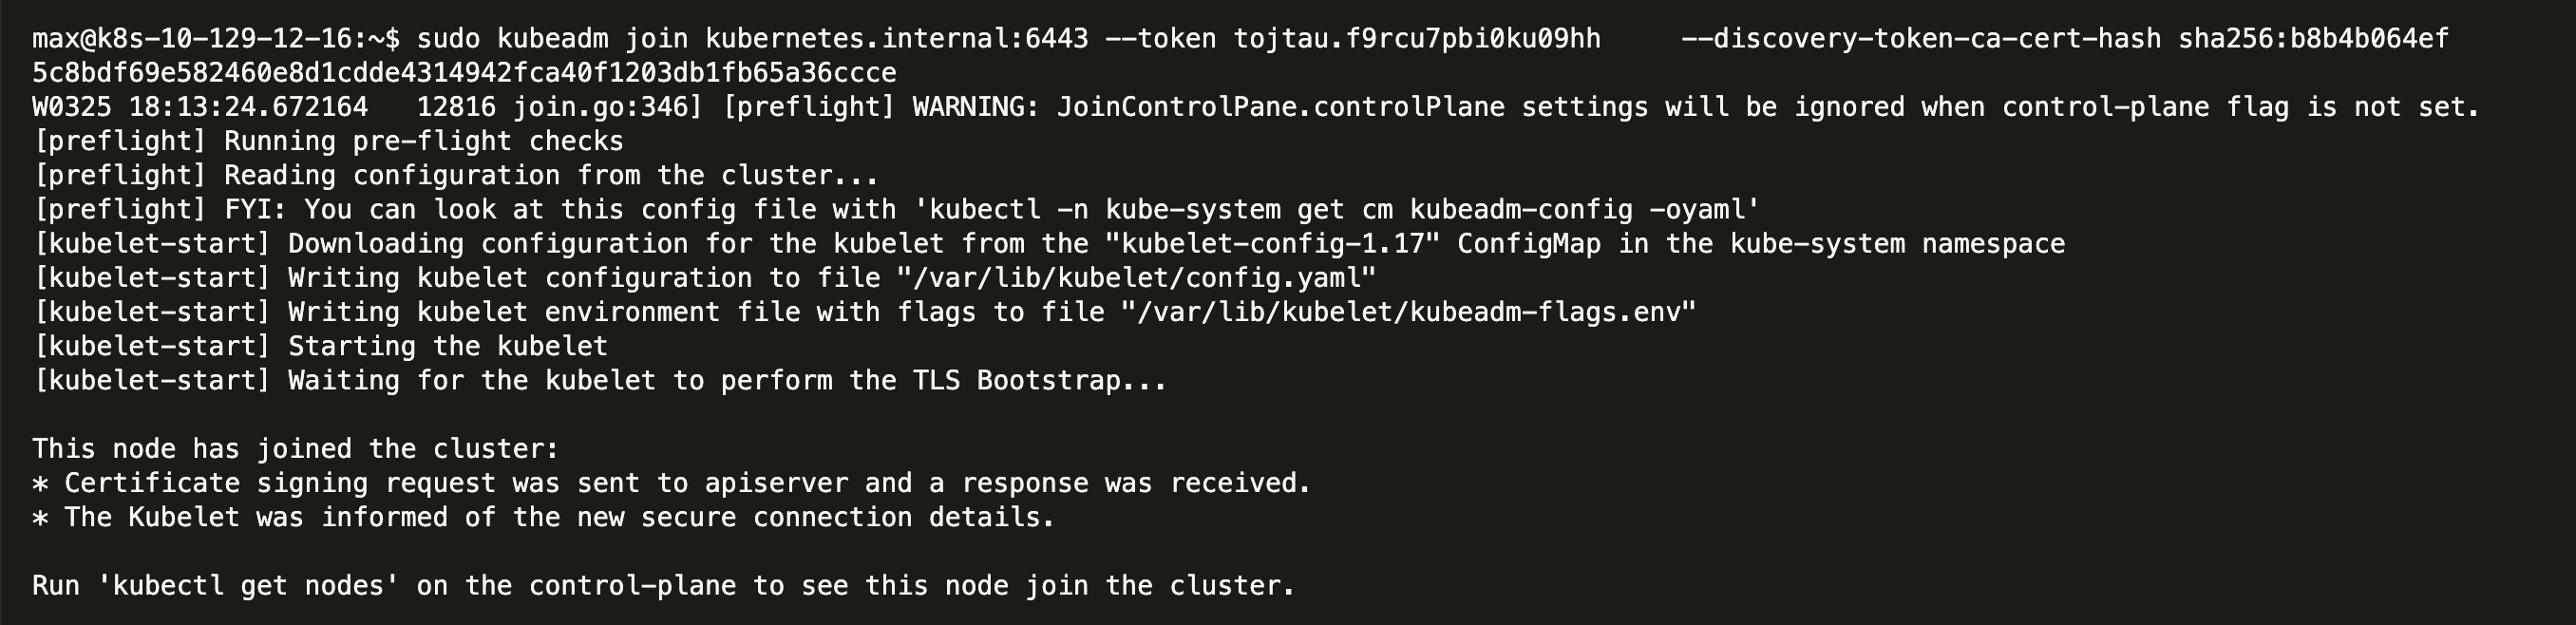 max@k8s-10-129-12-16:~$ sudo kubeadm join kubernetes.internal:6443 --token tojtau.f9rcu7pbi0ku09hh     --discovery-token-ca-cert-hash sha256:b8b4b064ef
5c8bdf69e582460e8d1cdde4314942fca40f1203db1fb65a36ccce
W0325 18:13:24.672164   12816 join.go:346] [preflight] WARNING: JoinControlPane.controlPlane settings will be ignored when control-plane flag is not set.
[preflight] Running pre-flight checks
[preflight] Reading configuration from the cluster...
[preflight] FYI: You can look at this config file with 'kubectl -n kube-system get cm kubeadm-config -oyaml'
[kubelet-start] Downloading configuration for the kubelet from the "kubelet-config-1.17" ConfigMap in the kube-system namespace
[kubelet-start] Writing kubelet configuration to file "/var/lib/kubelet/config.yaml"
[kubelet-start] Writing kubelet environment file with flags to file "/var/lib/kubelet/kubeadm-flags.env"
[kubelet-start] Starting the kubelet
[kubelet-start] Waiting for the kubelet to perform the TLS Bootstrap...

This node has joined the cluster:
* Certificate signing request was sent to apiserver and a response was received.
* The Kubelet was informed of the new secure connection details.

Run 'kubectl get nodes' on the control-plane to see this node join the cluster.